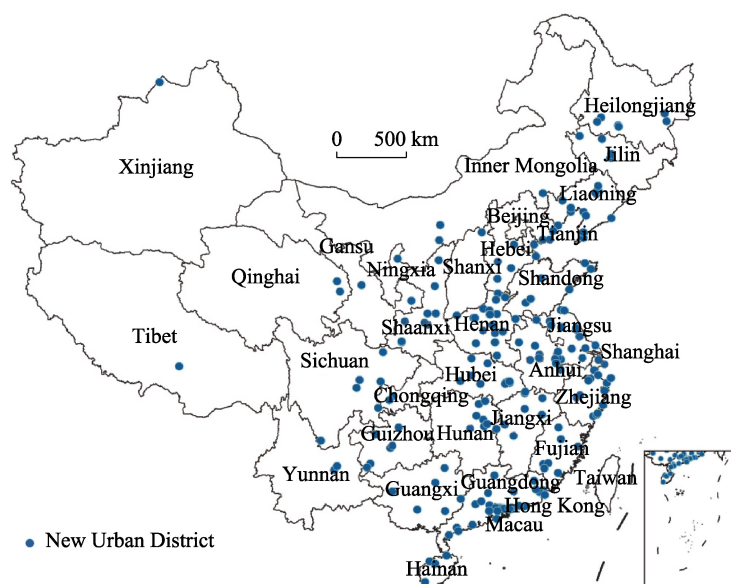 Heilongjiang
0 500 km
Jilin
Xinjiang
Inner Mongolia
Liaoning
Beijing
Tianjin
Gansu
Hebei
Qinghai
Ningxia
Shanxi
Shandong
Shaanxi
Henan
Jiangsu
Tibet
Sichuan
Shanghai
Hubei
Anhui
Chongqing
Zhejiang
Jiangxi
Guizhou
Hunan
Fujian
Yunnan
Taiwan
Guangxi
Guangdong
Hong Kong
Macau
New Urban District
Hainan